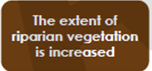 The extent of
riparian vegetation
is increased